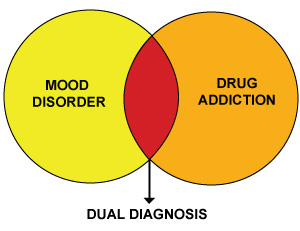 MOOD
DISORDER
DRUG
ADDICTION
DUAL DIAGNOSIS